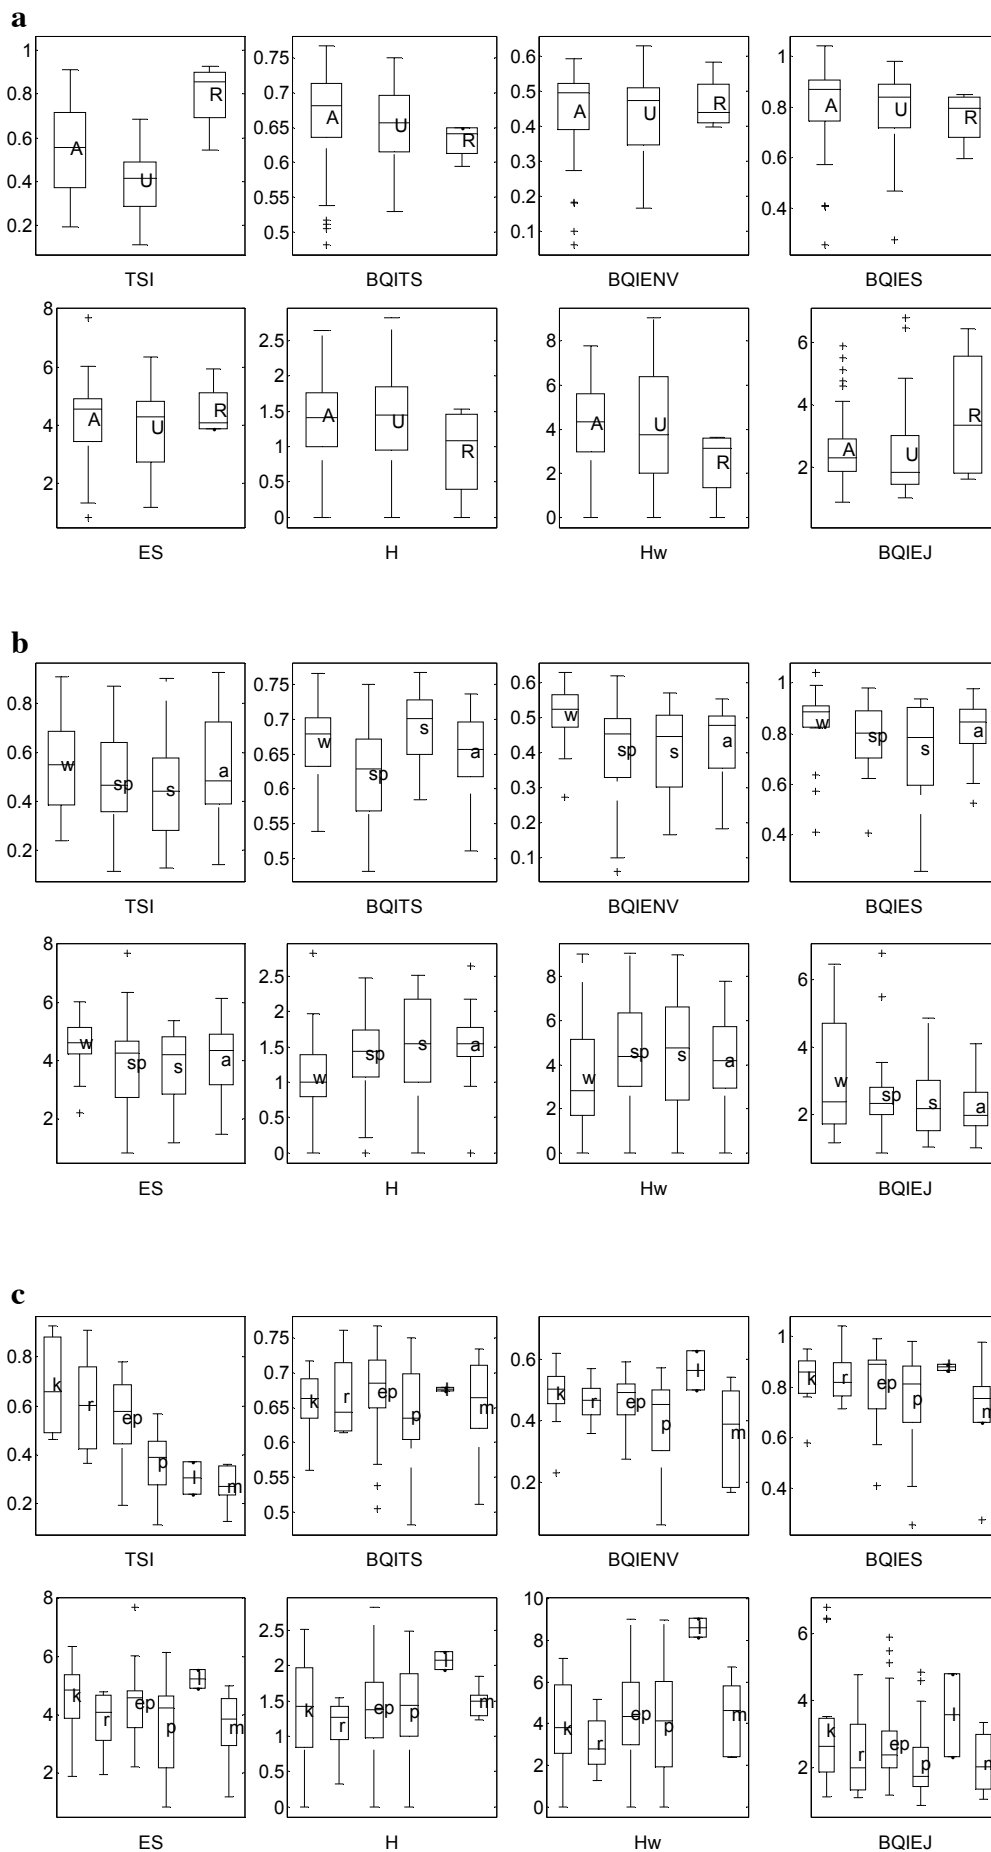 a
1
0.8
0.6
0.4
0.2
A
U
R
TSI
0.75
0.7
0.65
0.6
0.55
0.5
A
U
R
BQITS
0.6
0.5
0.4
0.3
0.2
0.1
A
U
R
BQIENV
1
0.8
0.6
0.4
A
U
R
BQIES
8
6
4
2
A
U
R
ES
2.5
2
1.5
1
0.5
0
A
U
R
H
8
6
4
2
0
A
U
R
Hw
6
4
2
A
U
R
BQIEJ
b
0.8
0.6
0.4
0.2
w
sp
s
a
TSI
0.75
0.7
0.65
0.6
0.55
0.5
w
sp
s
a
BQITS
0.6
0.5
0.4
0.3
0.2
0.1
w
sp
s
a
BQIENV
1
0.8
0.6
0.4
w
sp
s
a
BQIES
8
6
4
2
w
sp
s
a
ES
2.5
2
1.5
1
0.5
0
w
sp
s
a
H
8
6
4
2
0
w
sp
s
a
Hw
6
4
2
w
sp
s
a
BQIEJ
c
0.8
0.6
0.4
0.2
k
r
ep
p
l
m
TSI
0.75
0.7
0.65
0.6
0.55
0.5
k
r
ep
p
l
m
BQITS
0.6
0.4
0.2
k
r
ep
p
l
m
BQIENV
1
0.8
0.6
0.4
k
r
ep
p
l
m
BQIES
8
6
4
2
k
r
ep
p
l
m
ES
2.5
2
1.5
1
0.5
0
k
r
ep
p
l
m
H
10
8
6
4
2
0
k
r
ep
p
l
m
Hw
6
4
2
k
r
ep
p
l
m
BQIEJ